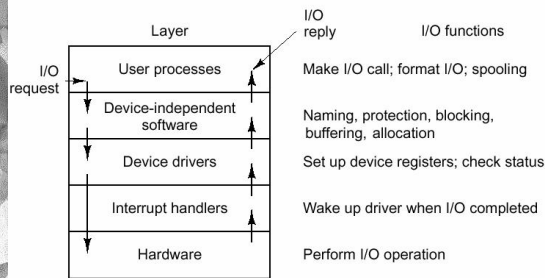 I/O
reply
Layer
I/O functions
I/O
request
User processes
Make I/O call; format I/O; spooling
Device-independent
software
Naming, protection, blocking,
buffering, allocation
Device drivers
Set up device registers; check status
Interrupt handlers
Wake up driver when I/O completed
Hardware
Perform I/O operation